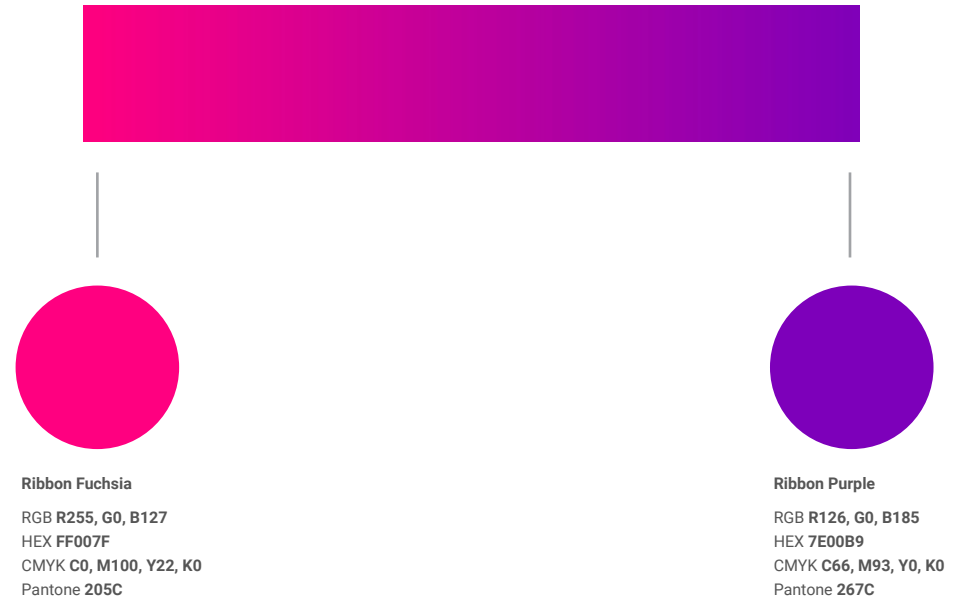 Ribbon Fuchsia
RGB R255, G0, B127
HEX FF007F
CMYK C0, M100, Y22, K0
Pantone 205C
Ribbon Purple
RGB R126, G0, B185
HEX 7E00B9
CMYK C66, M93, Y0, K0
Pantone 267C